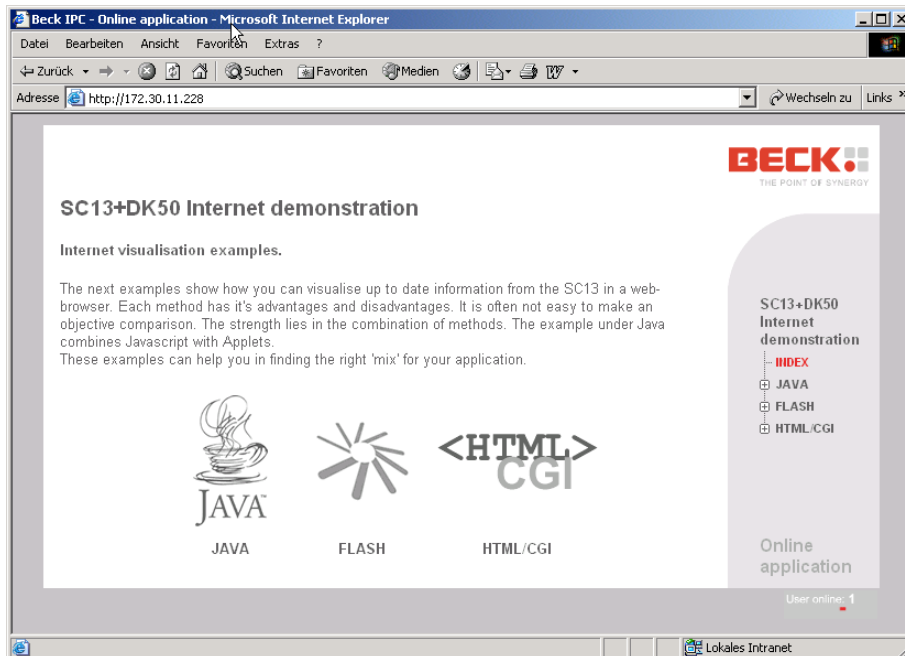 Beck IPC - Online application - Microsoft Internet Explorer
Datei Bearbeiten Ansicht Favoriten Extras ?
Zurück Suchen Favoriten Medien
Adresse http://172.30.11.228 Wechseln zu Links »
BECK
THE POINT OF SYNERGY
SC13+DK50 Internet demonstration
Internet visualisation examples.
The next examples show how you can visualise up to date information from the SC13 in a web-
browser. Each method has it's advantages and disadvantages. It is often not easy to make an
objective comparison. The strength lies in the combination of methods. The example under Java
combines Javascript with Applets.
These examples can help you in finding the right 'mix' for your application.
JAVA™
<HTML>
CGI
JAVA FLASH HTML/CGI
SC13+DK50
Internet
demonstration
INDEX
JAVA
FLASH
HTML/CGI
Online
application
User online: 1
Lokales Intranet